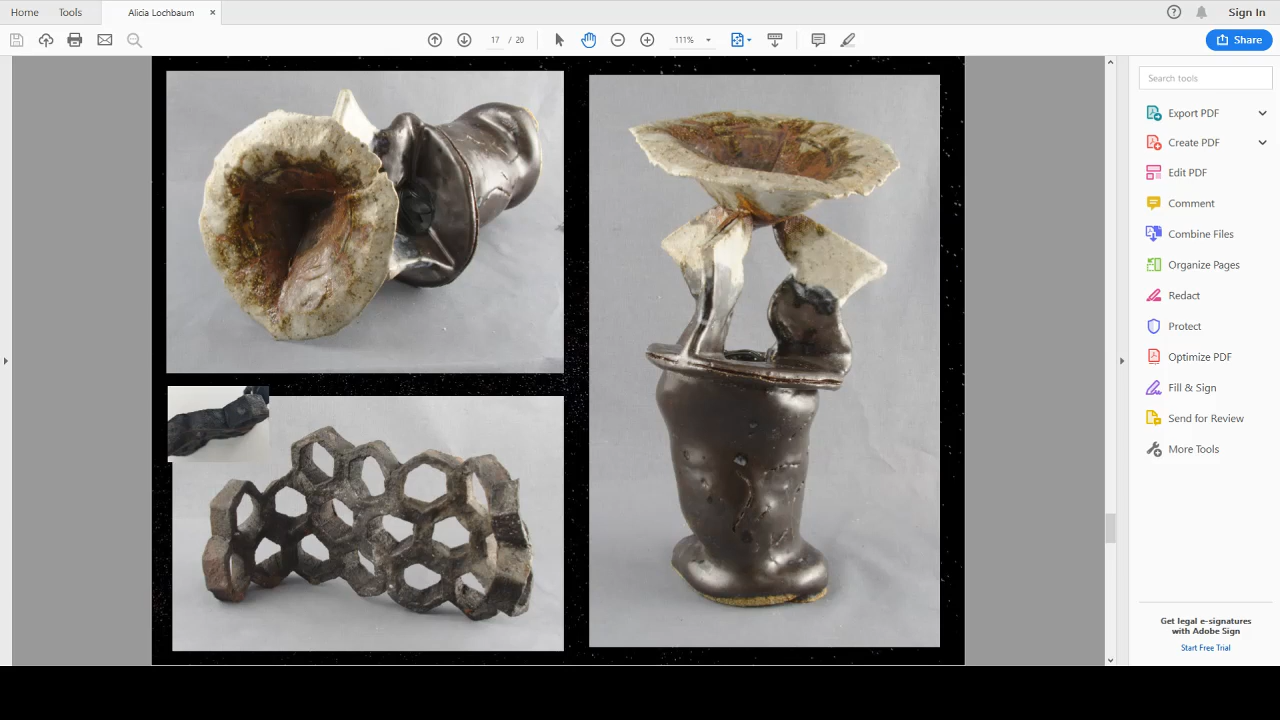 Home
Tools
Alicia Lochbaum
Sign In
17 / 20
111%
Share
Search tools
Export PDF
Create PDF
Edit PDF
Comment
Combine Files
Organize Pages
Redact
Protect
Optimize PDF
Fill & Sign
Send for Review
More Tools
Get legal e-signatures
with Adobe Sign
Start Free Trial